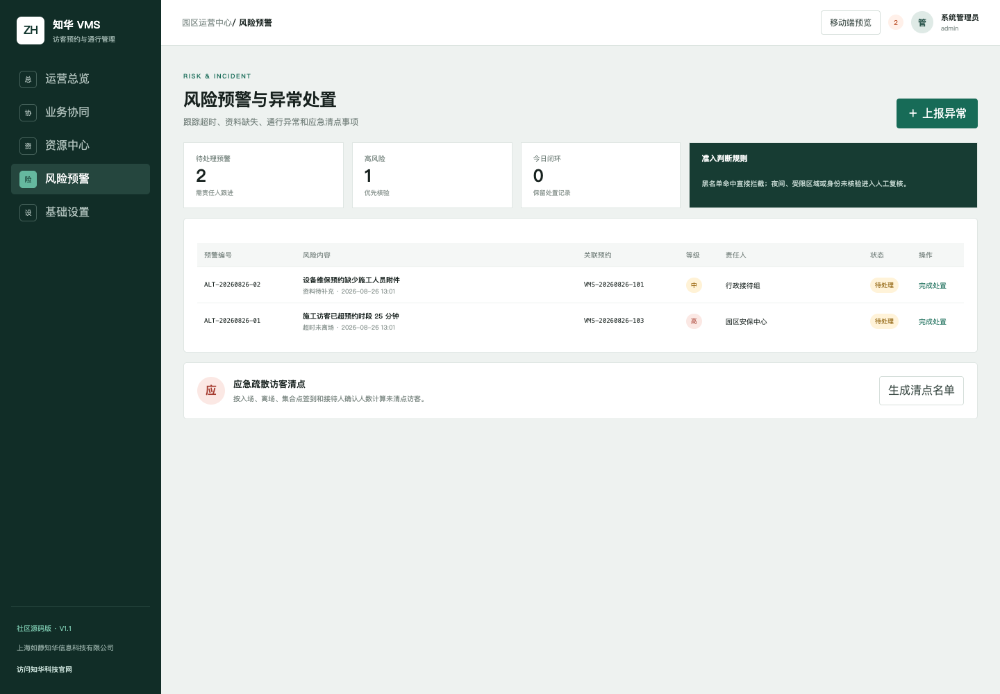 ZH
知华 VMS
访客预约与通行管理
总 运营总览
协 业务协同
资 资源中心
险 风险预警
设 基础设置
社区源码版 · V1.1
上海如静知华信息科技有限公司
访问知华科技官网
园区运营中心/ 风险预警
移动端预览
2
管
系统管理员
admin
RISK & INCIDENT
风险预警与异常处置
跟踪超时、资料缺失、通行异常和应急清点事项
+ 上报异常
待处理预警
2
需责任人跟进
高风险
1
优先核验
今日闭环
0
保留处置记录
准入判断规则
黑名单命中直接拦截；夜间、受限区域或身份未核验进入人工复核。
预警编号 风险内容 关联预约 等级 责任人 状态 操作
ALT-20260826-02 设备维保预约缺少施工人员附件 VMS-20260826-101 中 行政接待组 待处理 完成处置
资料待补充 · 2026-08-26 13:01
ALT-20260826-01 施工访客已超预约时段 25 分钟 VMS-20260826-103 高 园区安保中心 待处理 完成处置
超时未离场 · 2026-08-26 13:01
应
应急疏散访客清点
按入场、离场、集合点签到和接待人确认人数计算未清点访客。
生成清点名单